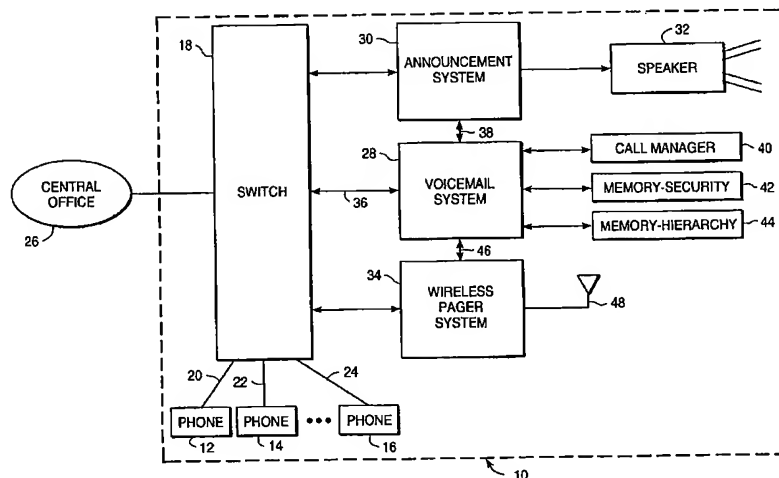 18
30
ANNOUNCEMENT
SYSTEM
32
SPEAKER
38
28
VOICEMAIL
SYSTEM
CALL MANAGER
40
MEMORY-SECURITY
42
MEMORY-HIERARCHY
44
CENTRAL
OFFICE
26
SWITCH
36
46
34
WIRELESS
PAGER
SYSTEM
48
20
22
24
PHONE
12
PHONE
14
PHONE
16
10